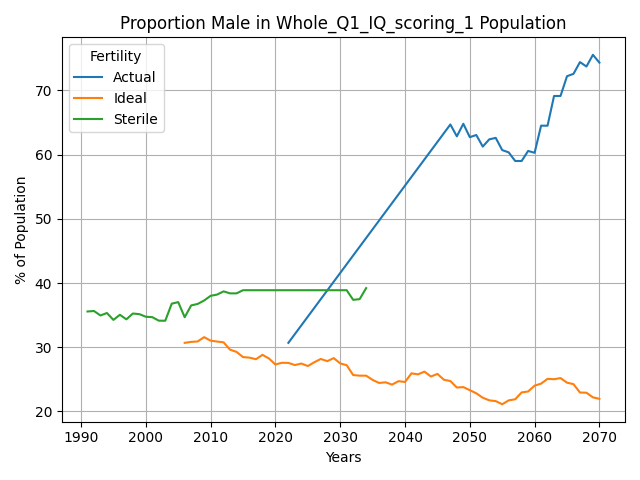 Proportion Male in Whole_Q1_IQ_scoring_1 Population
Fertility
Actual
Ideal
Sterile
% of Population
70
60
50
40
30
20
1990 2000 2010 2020 2030 2040 2050 2060 2070
Years